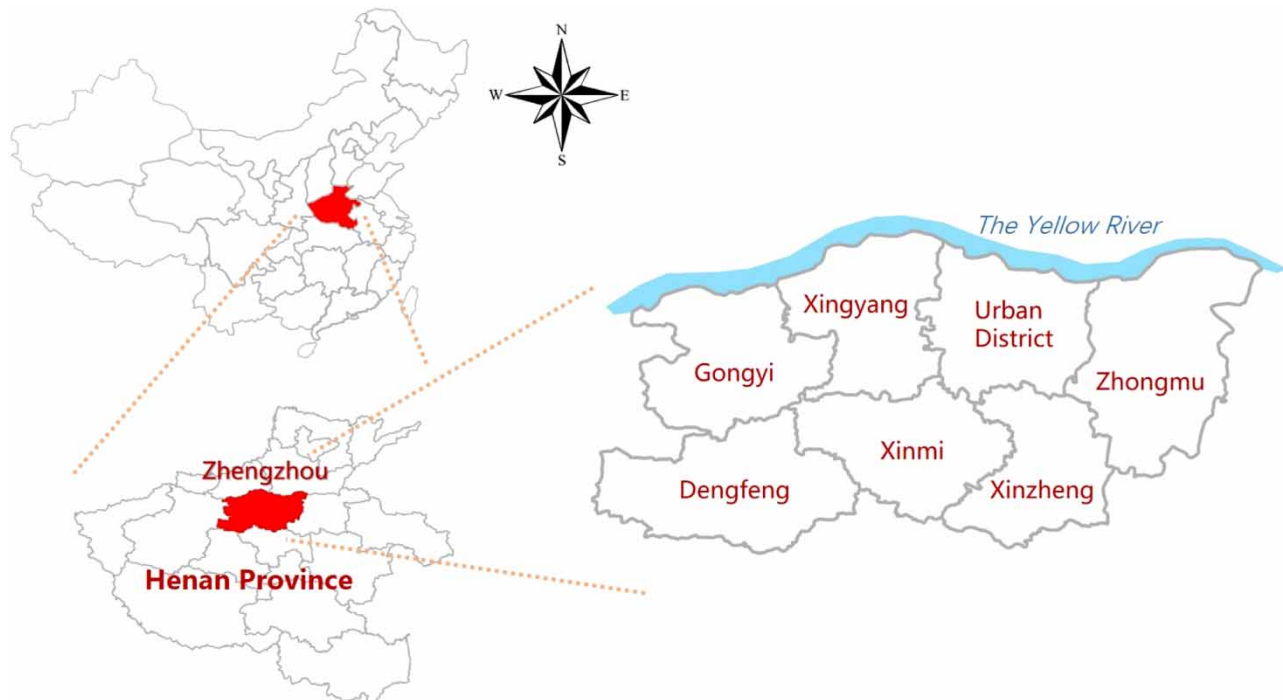 N
W
E
S
The Yellow River
Xingyang
Urban
District
Gongyi
Zhongmu
Xinmi
Dengfeng
Xinzheng
Zhengzhou
Henan Province